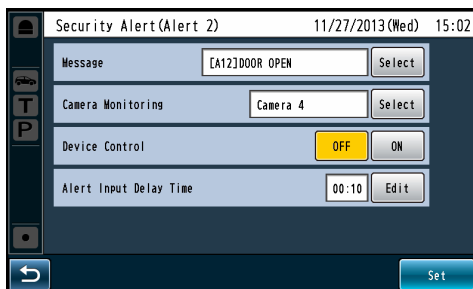 Security Alert(Alert 2) 11/27/2013(Wed) 15:02
Message [A12]DOOR OPEN Select
Camera Monitoring Camera 4 Select
T
P
Device Control OFF ON
Alert Input Delay Time 00:10 Edit
Set